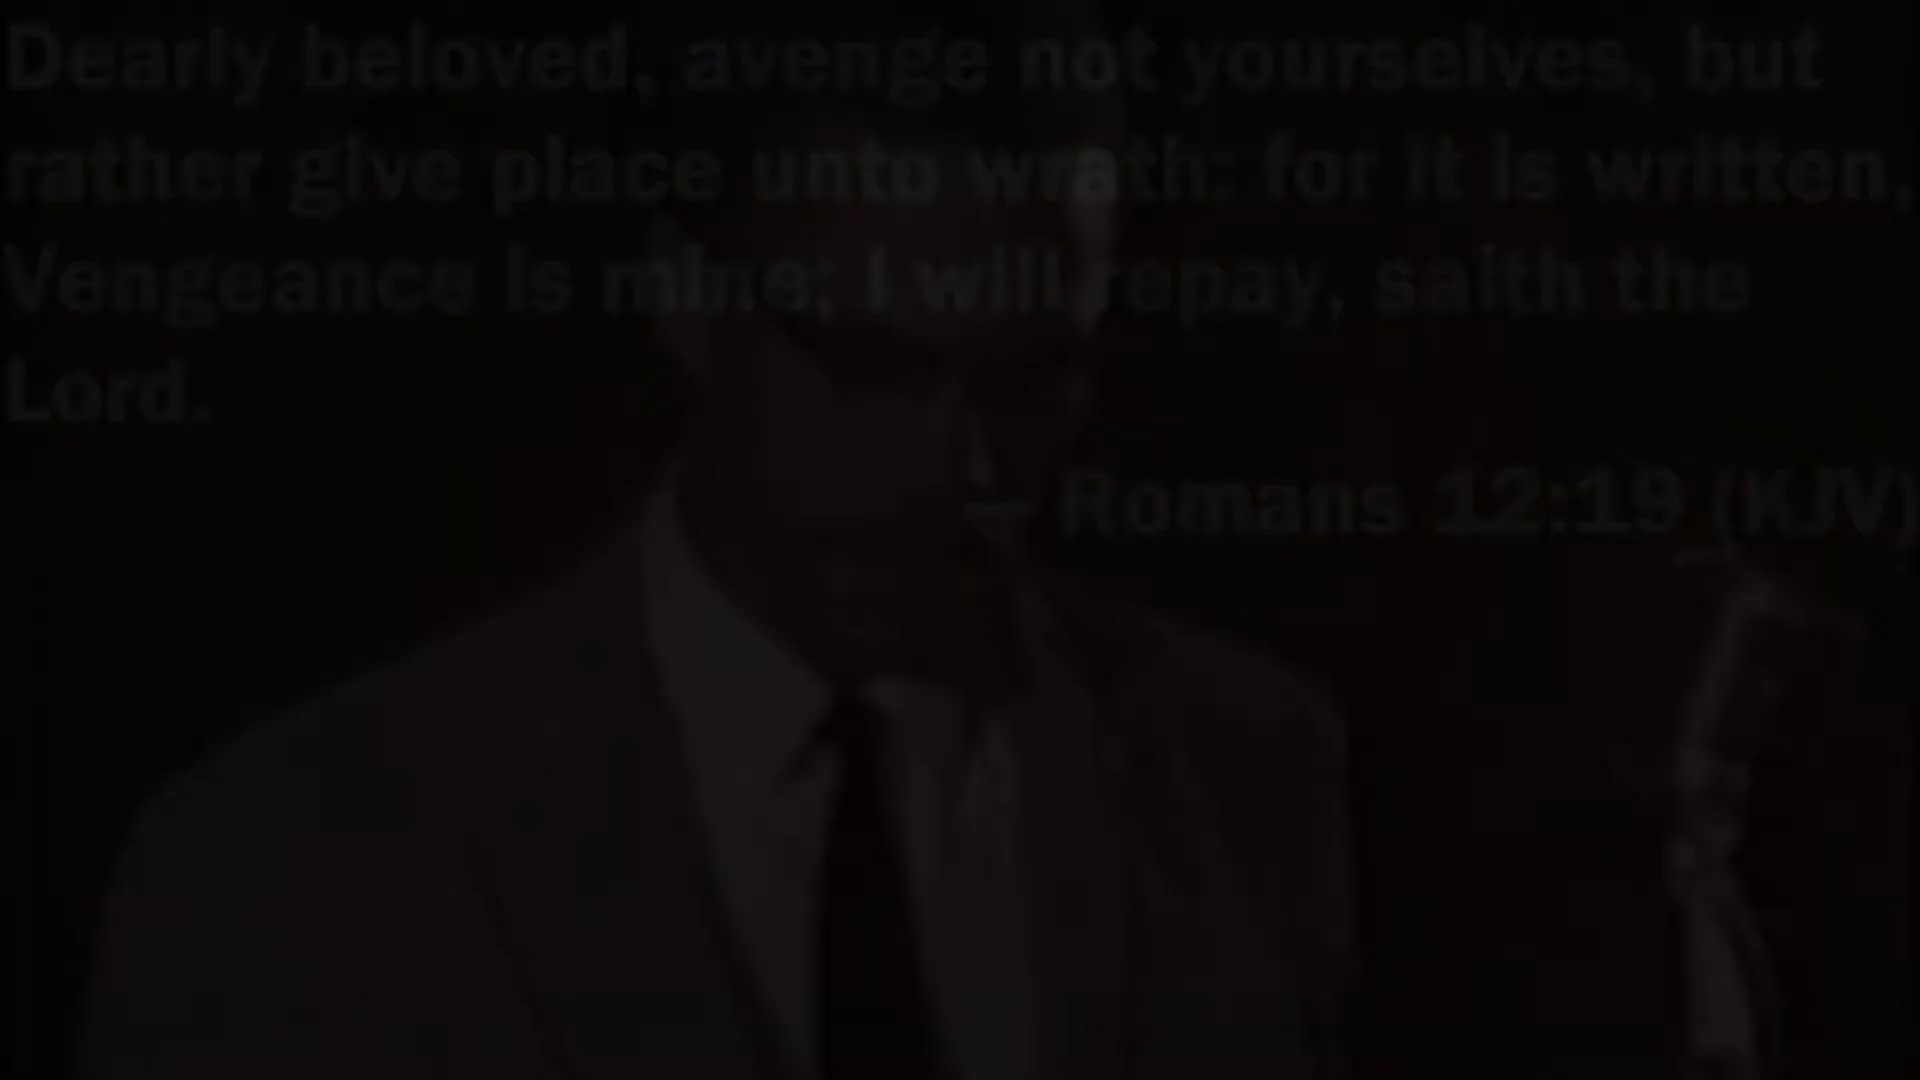 Dearly beloved, avenge not yourselves, but
rather give place unto wrath: for it is written,
Vengeance is mine; I will repay, saith the
Lord.
— Romans 12:19 (KJV)